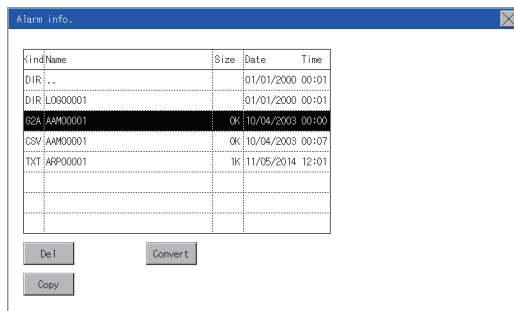 Alarm info.
Kind Name Size Date Time
DIR .. 01/01/2000 00:01
DIR LOG00001 01/01/2000 00:01
G2A AAM00001 0K 10/04/2003 00:00
CSV AAM00001 0K 10/04/2003 00:07
TXT ARP00001 1K 11/05/2014 12:01
Del Convert
Copy